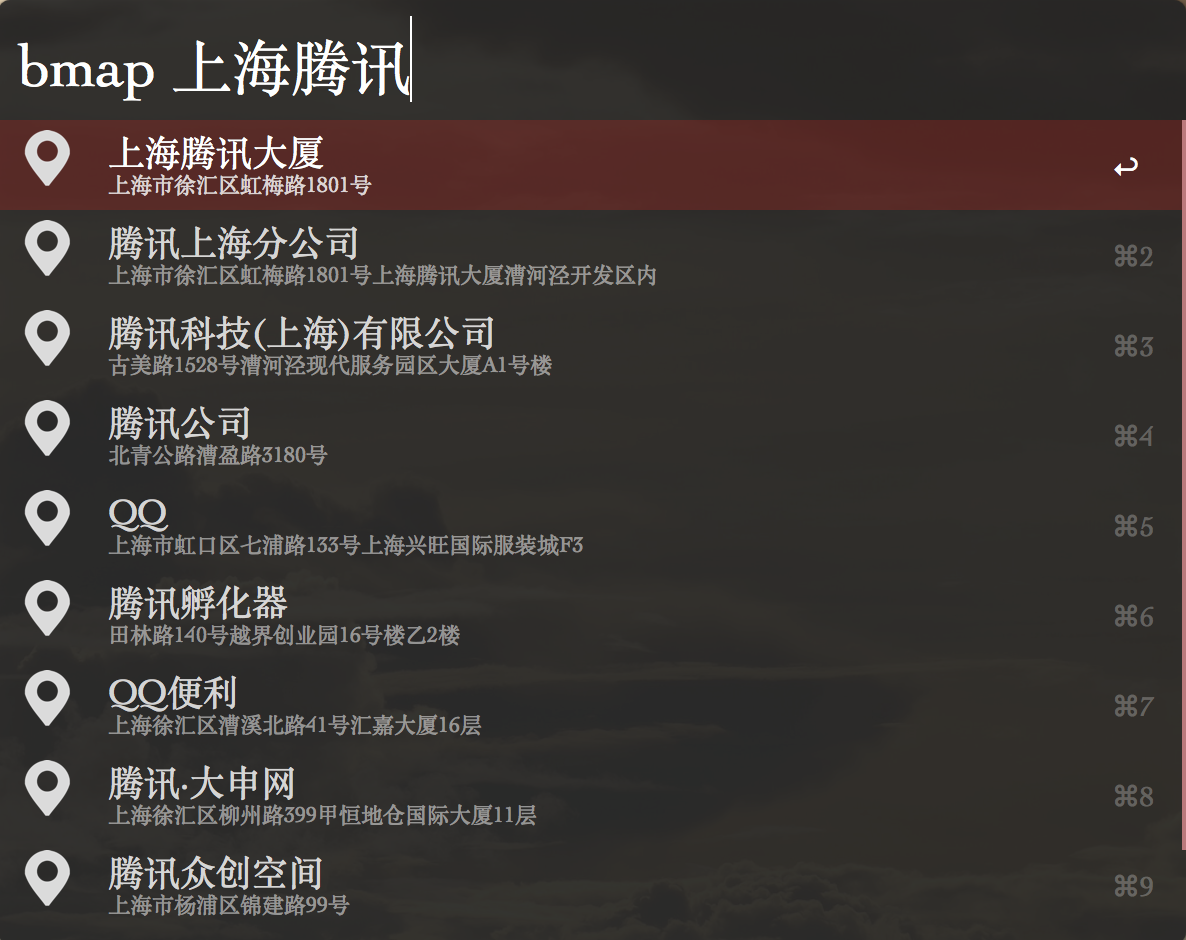 bmap 上海腾讯
上海腾讯大厦
上海市徐汇区虹梅路1801号
↩
腾讯上海分公司
上海市徐汇区虹梅路1801号上海腾讯大厦漕河泾开发区内
⌘2
腾讯科技(上海)有限公司
古美路1528号漕河泾现代服务园区大厦A1号楼
⌘3
腾讯公司
北青公路漕盈路3180号
⌘4
QQ
上海市虹口区七浦路133号上海兴旺国际服装城F3
⌘5
腾讯孵化器
田林路140号越界创业园16号楼乙2楼
⌘6
QQ便利
上海徐汇区漕溪北路41号汇嘉大厦16层
⌘7
腾讯·大申网
上海徐汇区柳州路399甲恒地仓国际大厦11层
⌘8
腾讯众创空间
上海市杨浦区锦建路99号
⌘9